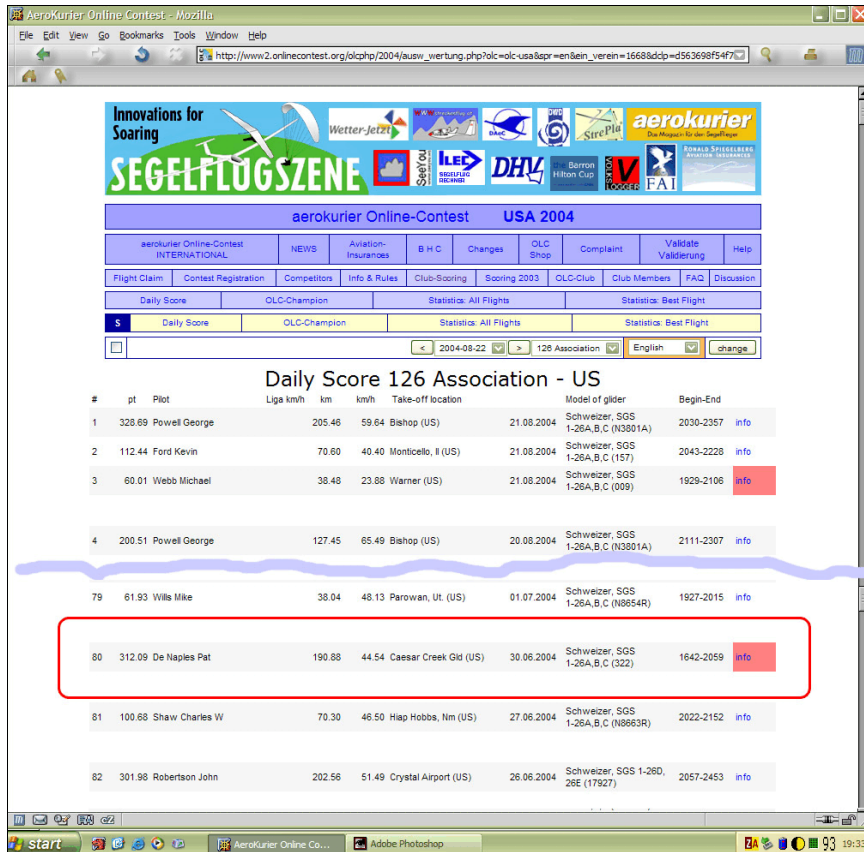 AeroKurier Online Contest - Mozilla
File Edit View Go Bookmarks Tools Window Help
http://www2.onlinecontest.org/olcphp/2004/ausw_wertung.php?olc=olc-usa&spr=en&ein_verein=1668&dclp=d563698f54f7
Innovations for
Soaring
SEGELFLUGSZENE
Wetter-Jetzt
DAeC
DWD
StrePla
aerokurier
Das Magazin für den Segelflieger
SeeYou
ILEC
SEGELFLUG
RECHNER
DHV
the Barron
Hilton Cup
VOLKS
LOGGER
FAI
RONALD SPIEGELBERG
AVIATION INSURANCES
aerokurier Online-Contest USA 2004
aerokurier Online-Contest
INTERNATIONAL
NEWS
Aviation-
Insurances
B H C
Changes
OLC
Shop
Complaint
Validate
Validierung
Help
Flight Claim Contest Registration Competitors Info & Rules Club-Scoring Scoring 2003 OLC-Club Club Members FAQ Discussion
Daily Score OLC-Champion Statistics: All Flights Statistics: Best Flight
S Daily Score OLC-Champion Statistics: All Flights Statistics: Best Flight
< 2004-08-22 > 126 Association English change
Daily Score 126 Association - US
# pt Pilot Liga km/h km km/h Take-off location Model of glider Begin-End
1 328.69 Powell George 205.46 59.64 Bishop (US) 21.08.2004 Schweizer, SGS 1-26A,B,C (N3801A) 2030-2357 info
2 112.44 Ford Kevin 70.60 40.40 Monticello, Il (US) 21.08.2004 Schweizer, SGS 1-26A,B,C (157) 2043-2228 info
3 60.01 Webb Michael 38.48 23.88 Warner (US) 21.08.2004 Schweizer, SGS 1-26A,B,C (009) 1929-2106 info
4 200.51 Powell George 127.45 65.49 Bishop (US) 20.08.2004 Schweizer, SGS 1-26A,B,C (N3801A) 2111-2307 info
79 61.93 Wills Mike 38.04 48.13 Parowan, Ut. (US) 01.07.2004 Schweizer, SGS 1-26A,B,C (N8654R) 1927-2015 info
80 312.09 De Naples Pat 190.88 44.54 Caesar Creek Gld (US) 30.06.2004 Schweizer, SGS 1-26A,B,C (322) 1642-2059 info
81 100.68 Shaw Charles W 70.30 46.50 Hiap Hobbs, Nm (US) 27.06.2004 Schweizer, SGS 1-26A,B,C (N8663R) 2022-2152 info
82 301.98 Robertson John 202.56 51.49 Crystal Airport (US) 26.06.2004 Schweizer, SGS 1-26D, 26E (17927) 2057-2453 info
start AeroKurier Online Co... Adobe Photoshop ZA 93 19:33